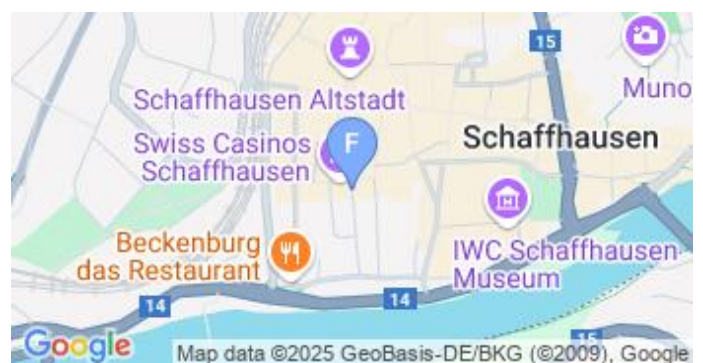 15
Muno
Schaffhausen Altstadt
Swiss Casinos
Schaffhausen
F
Schaffhausen
Beckenburg
das Restaurant
IWC Schaffhausen
Museum
14
14
15
Google
Map data ©2025 GeoBasis-DE/BKG (©2009), Google